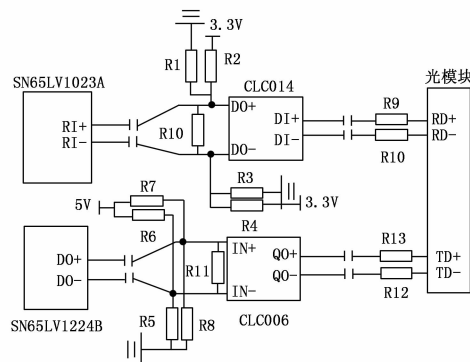 3.3V
R1 R2
SN65LV1023A
CLC014
光模块
RI+
RI-
R10
DO+
DO-
DI+
DI-
R9
R10
RD+
RD-
R3
3.3V
R4
R7
5V
R6
DO+
DO-
R11
IN+
IN-
QO+
QO-
R13
R12
TD+
TD-
SN65LV1224B
R5
R8
CLC006